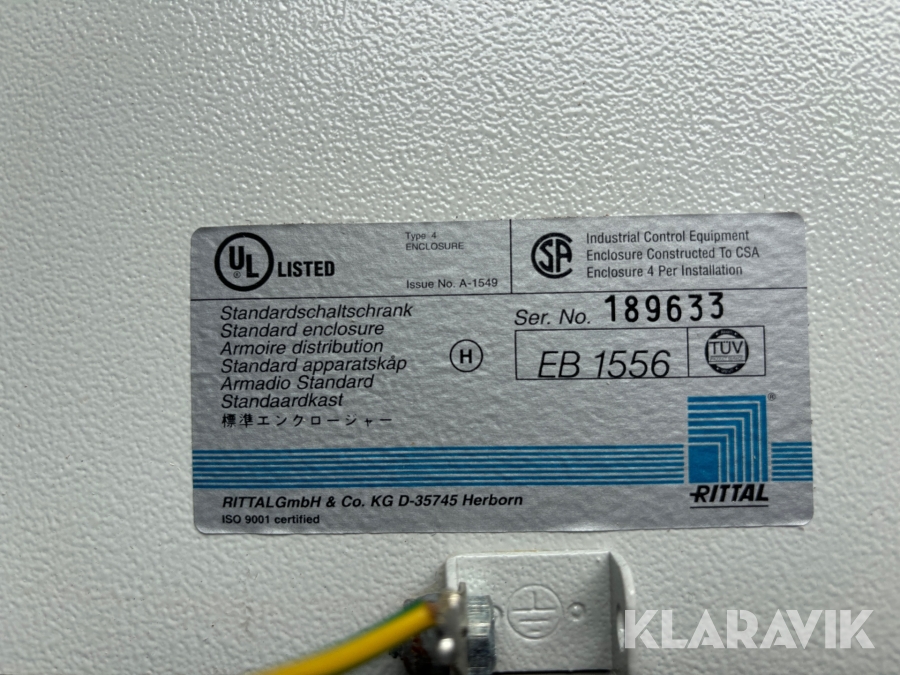 UL
®
LISTED
Type 4
ENCLOSURE
Issue No. A-1549
SA
Industrial Control Equipment
Enclosure Constructed To CSA
Enclosure 4 Per Installation
Standardschaltschrank
Standard enclosure
Armoire distribution
Standard apparatskåp
Armadio Standard
Standaardkast
標準エンクロージャー
H
Ser. No. 189633
EB 1556
TÜV
®
RITTAL
RITTALGmbH & Co. KG D-35745 Herborn
ISO 9001 certified
KLARAVIK